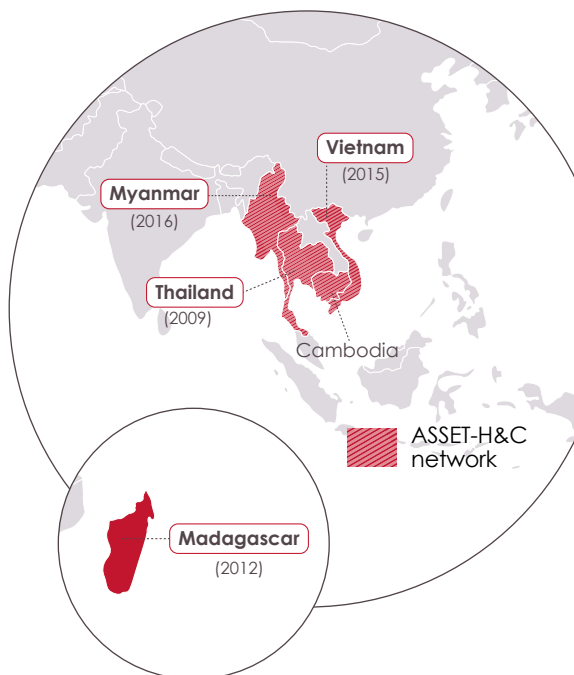 Vietnam
(2015)
Myanmar
(2016)
Thailand
(2009)
Cambodia
ASSET-H&C
network
Madagascar
(2012)